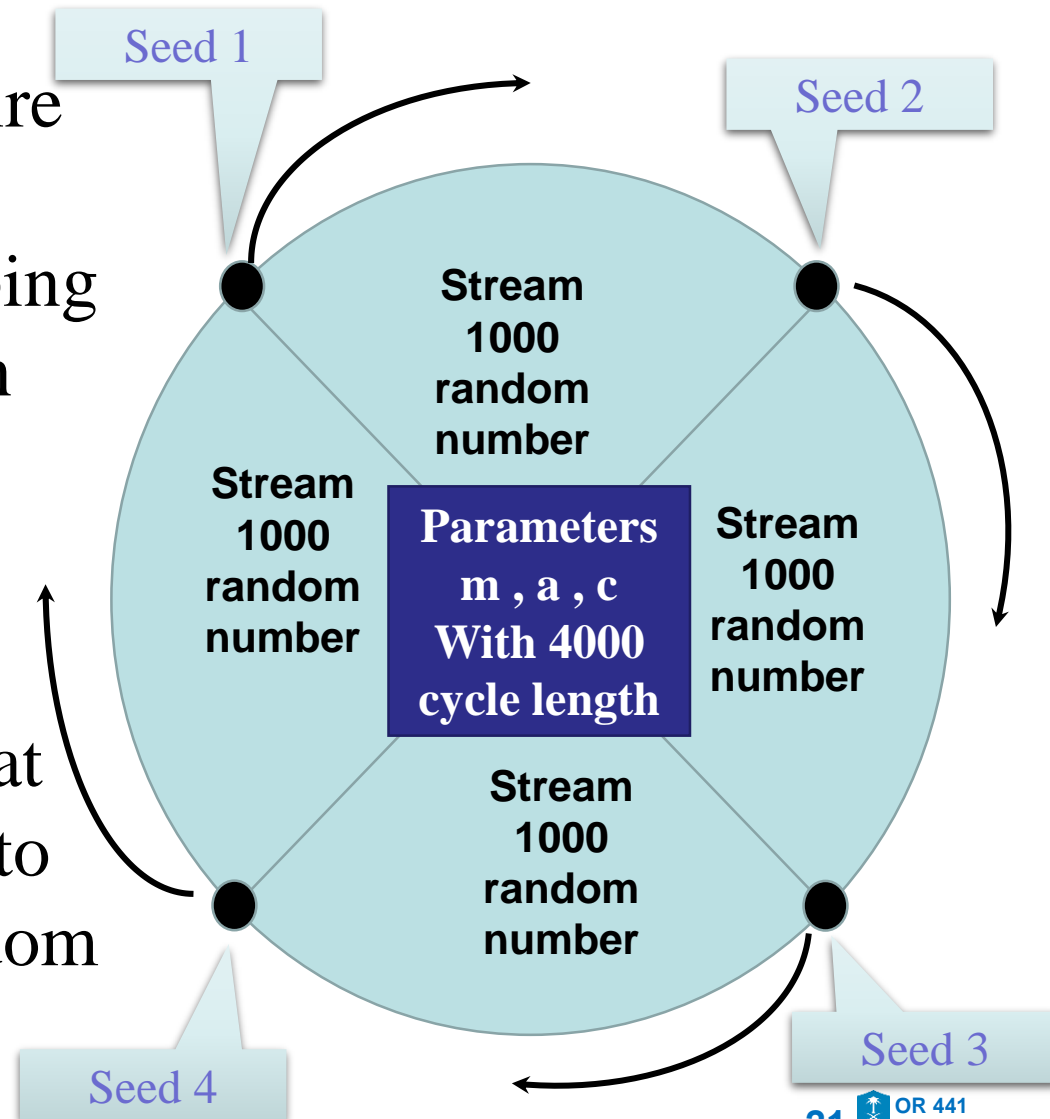 Seed 1
Seed 2
Stream
1000
random
number
Stream
1000
random
number
Parameters
m , a , c
With 4000
cycle length
Stream
1000
random
number
Stream
1000
random
number
Seed 3
Seed 4
to
OR 441